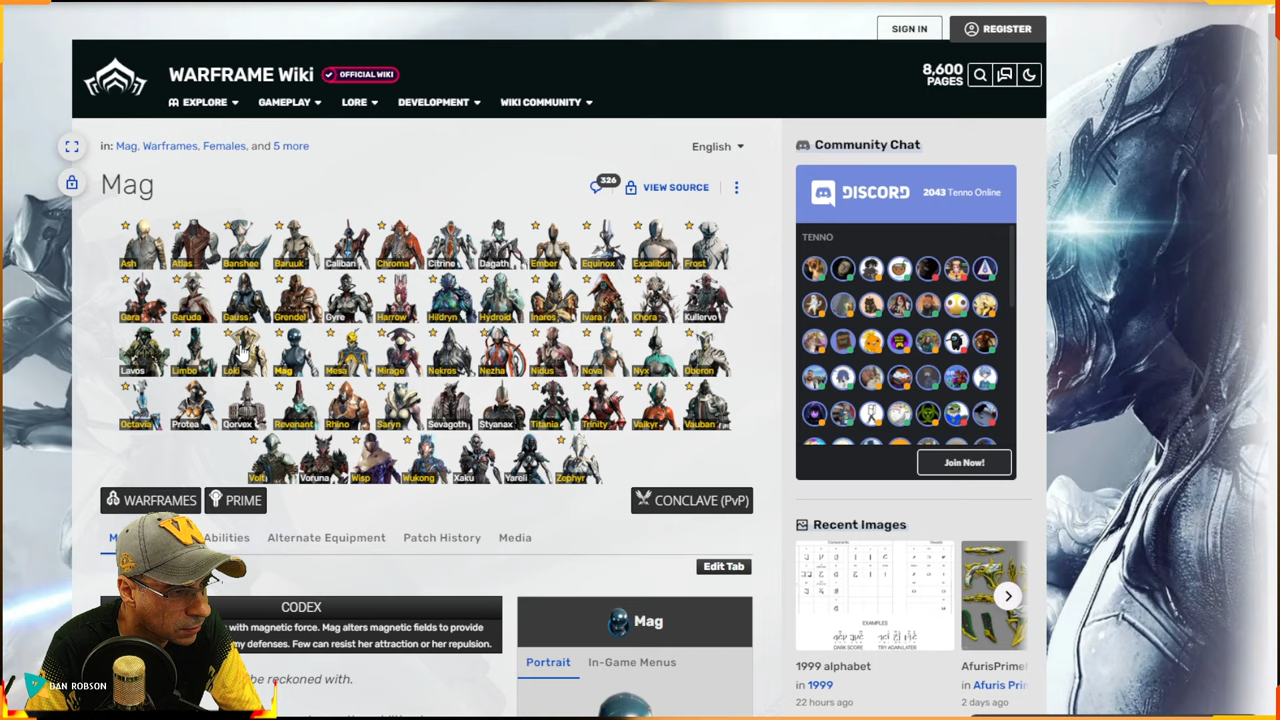 SIGN IN
REGISTER
WARFRAME Wiki
OFFICIAL WIKI
8,600
PAGES
EXPLORE
GAMEPLAY
LORE
DEVELOPMENT
WIKI COMMUNITY
in: Mag, Warframes, Females, and 5 more
English
Mag
326
VIEW SOURCE
Ash
Atlas
Banshee
Baruuk
Caliban
Chroma
Citrine
Dagath
Ember
Equinox
Excalibur
Frost
Gara
Garuda
Gauss
Grendel
Gyre
Harrow
Hildryn
Hydroid
Inaros
Ivara
Khora
Kullervo
Lavos
Limbo
Loki
Mag
Mesa
Mirage
Nekros
Nezha
Nidus
Nova
Nyx
Oberon
Octavia
Protea
Qorvex
Revenant
Rhino
Saryn
Sevagoth
Styanax
Titania
Trinity
Valkyr
Vauban
Volt
Voruna
Wisp
Wukong
Xaku
Yareli
Zephyr
WARFRAMES
PRIME
CONCLAVE (PvP)
M
Abilities
Alternate Equipment
Patch History
Media
Edit Tab
CODEX
with magnetic force. Mag alters magnetic fields to provide
my defenses. Few can resist her attraction or her repulsion.
be reckoned with.
Mag
Portrait
In-Game Menus
Community Chat
DISCORD
2043 Tenno Online
TENNO
Join Now!
Recent Images
EXAMPLES
DARK SCORE
TRY AGAIN LATER
1999 alphabet
in 1999
22 hours ago
AfurisPrime
in Afuris Prin
2 days ago
W
DAN ROBSON